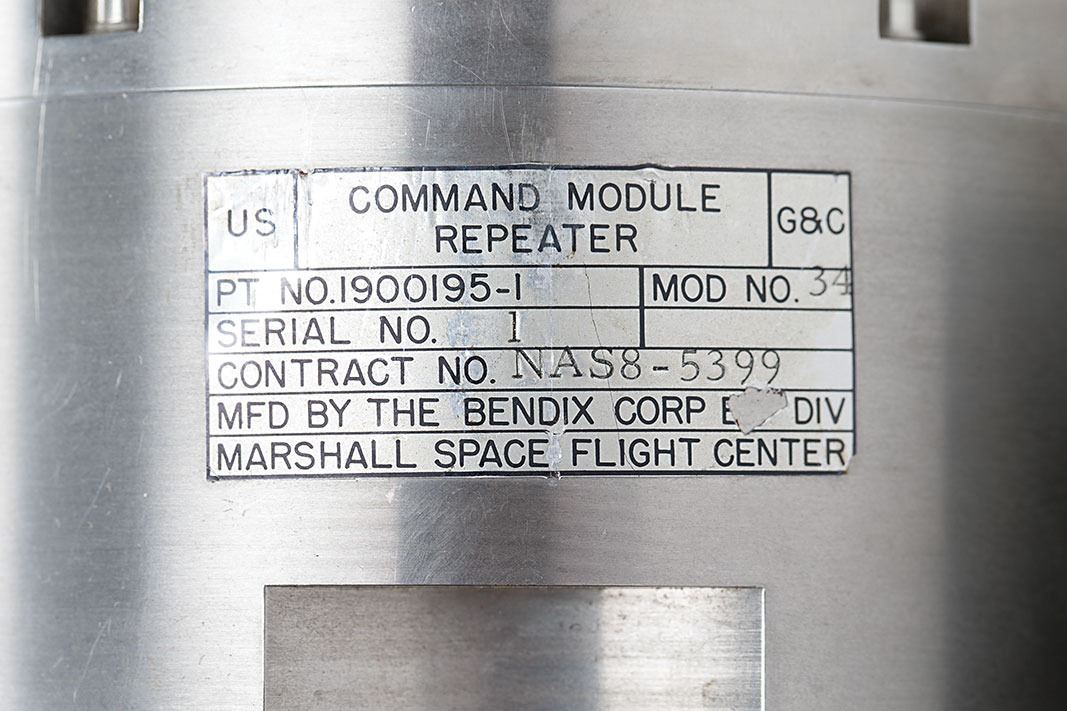 US COMMAND MODULE G&C
REPEATER
PT NO.1900195-1 MOD NO. 34
SERIAL NO. 1
CONTRACT NO. NAS8-5399
MFD BY THE BENDIX CORP DIV
MARSHALL SPACE FLIGHT CENTER